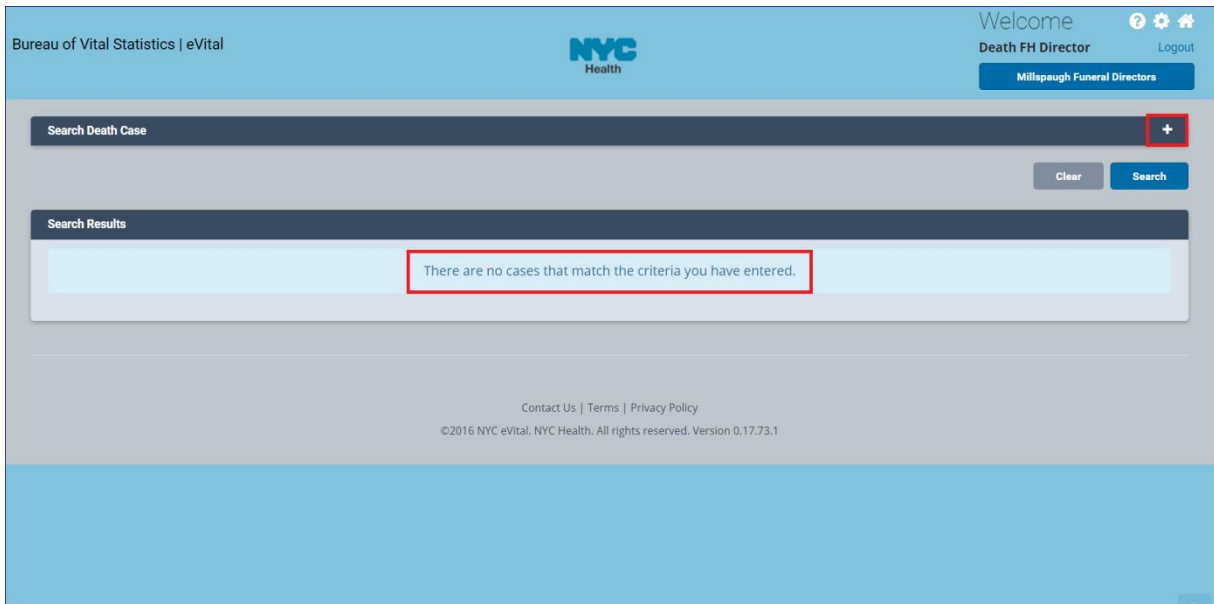 Bureau of Vital Statistics | eVital
NYC
Health
Welcome
Death FH Director
Logout
Millspaugh Funeral Directors
Search Death Case
Clear
Search
Search Results
There are no cases that match the criteria you have entered.
Contact Us | Terms | Privacy Policy
©2016 NYC eVital. NYC Health. All rights reserved. Version 0.17.73.1